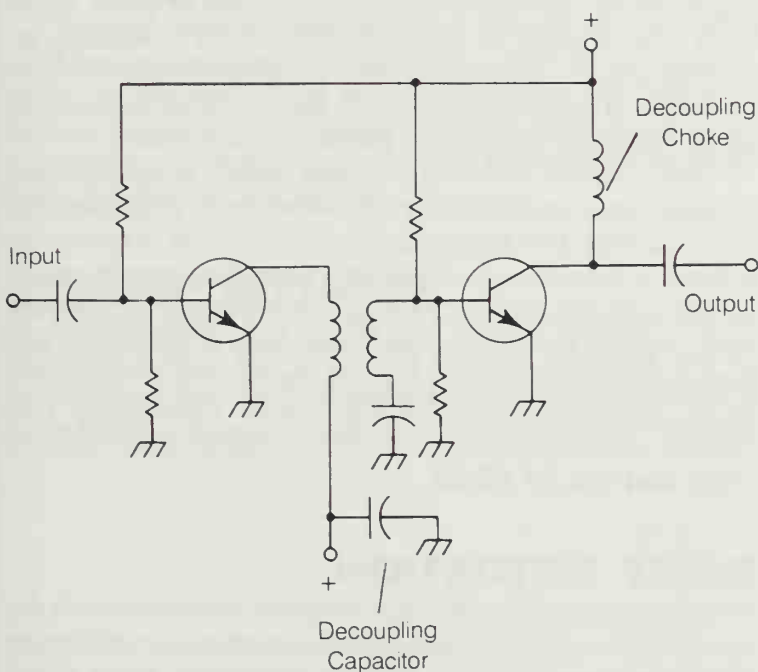 +
Decoupling
Choke
Input
Output
+
Decoupling
Capacitor